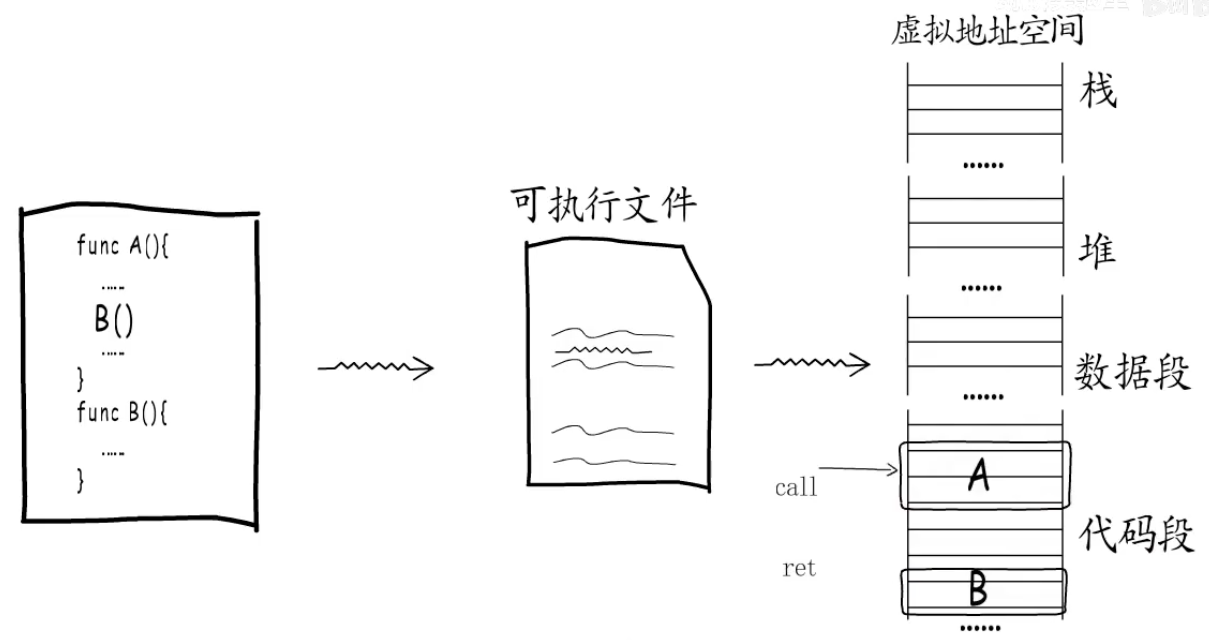 func A(){
.....
B()
.....
}
func B(){
.....
}
可执行文件
虚拟地址空间
栈
......
堆
......
数据段
......
call
A
代码段
ret
B
......